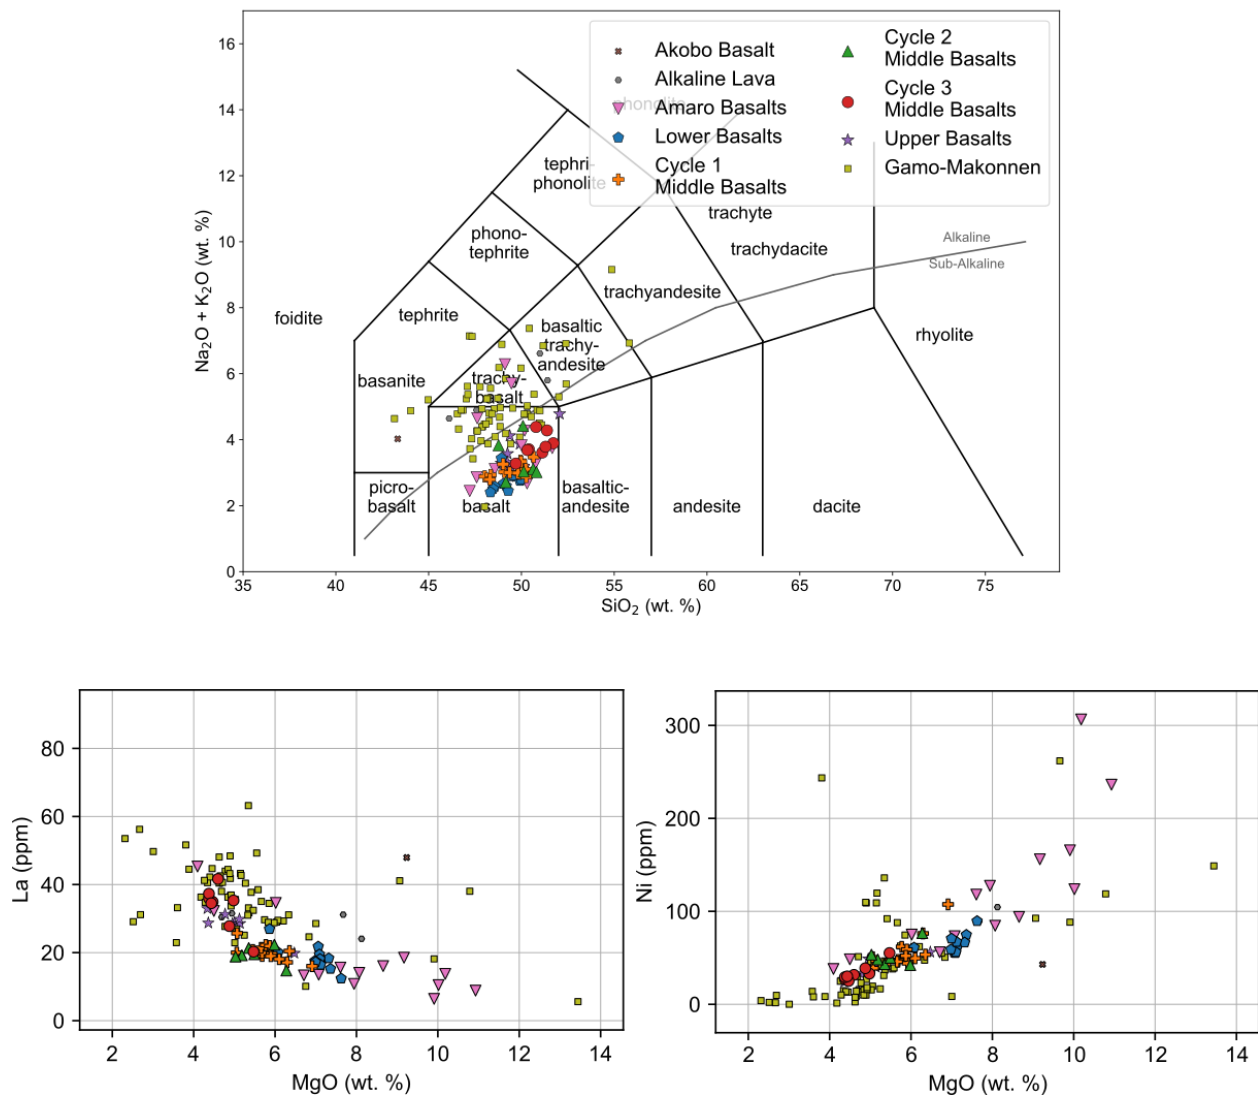 16
14
12
10
8
6
4
2
0
Na₂O + K₂O (wt. %)
35
40
45
50
55
60
65
70
75
SiO₂ (wt. %)
Akobo Basalt
Alkaline Lava
Amaro Basalts
Lower Basalts
Cycle 1
Middle Basalts
Cycle 2
Middle Basalts
Cycle 3
Middle Basalts
Upper Basalts
Gamo-Makonnen
phonolite
tephri-
phonolite
trachyte
trachydacite
Alkaline
Sub-Alkaline
phono-
tephrite
trachyandesite
foidite
tephrite
basaltic
trachy-
andesite
rhyolite
basanite
trachy-
basalt
picro-
basalt
basalt
basaltic-
andesite
andesite
dacite
80
60
40
20
0
La (ppm)
2
4
6
8
10
12
14
MgO (wt. %)
300
200
100
0
Ni (ppm)
2
4
6
8
10
12
14
MgO (wt. %)